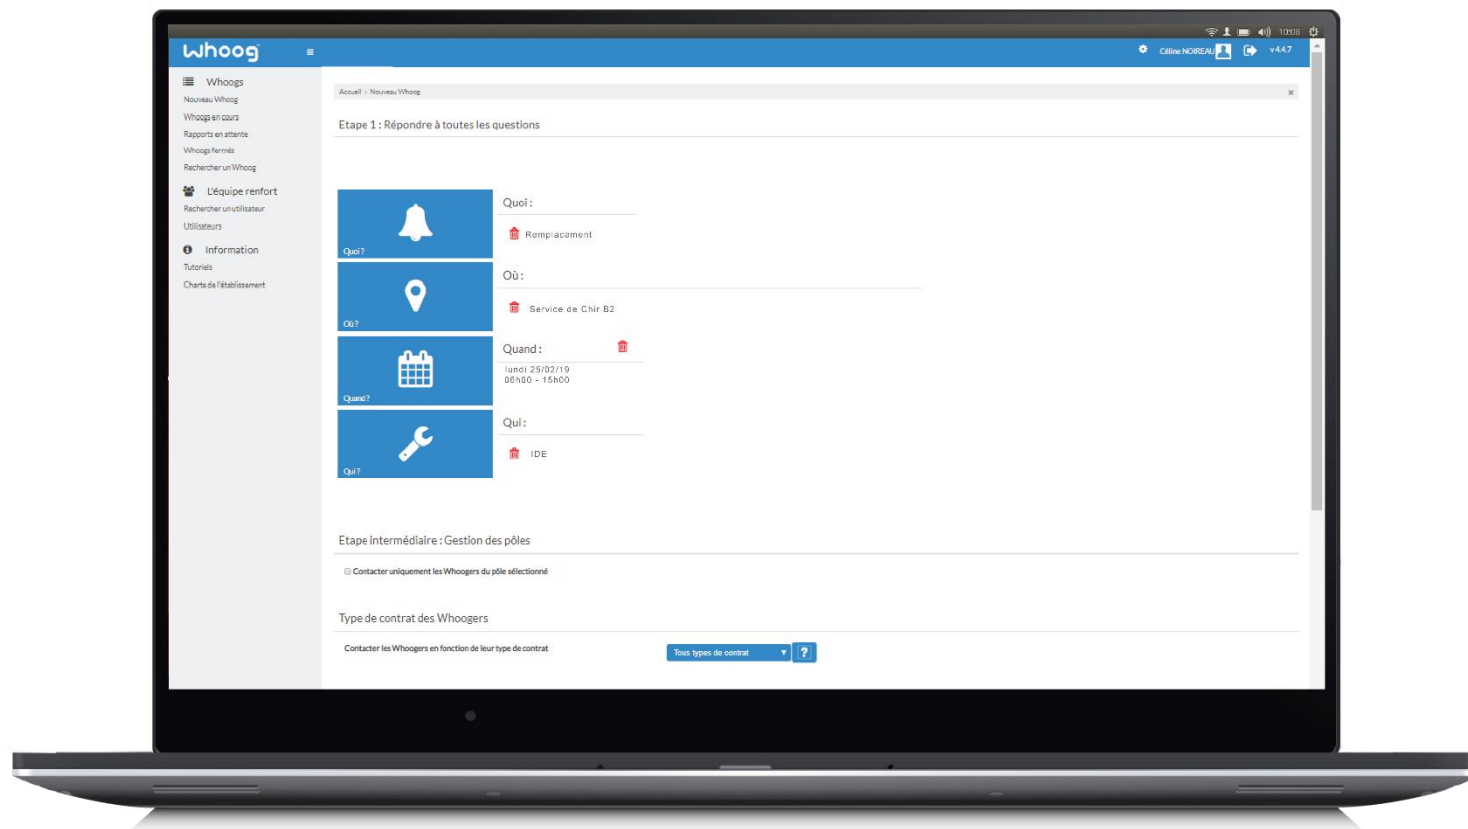 10:08
whoog
Céline NOIREAU
v 4.4.7
Whoogs
Nouveau Whoog
Whoogs en cours
Rapports en attente
Whoogs fermés
Rechercher un Whoog
L'équipe renfort
Rechercher un utilisateur
Utilisateurs
Information
Tutoriels
Charte de l'établissement
Accueil > Nouveau Whoog
Etape 1 : Répondre à toutes les questions
Quoi ?
Quoi :
Remplacement
Où ?
Où :
Service de Chir B2
Quand ?
Quand :
lundi 25/02/19
06h00 - 15h00
Qui ?
Qui :
IDE
Etape intermédiaire : Gestion des pôles
Contacter uniquement les Whoogers du pôle sélectionné
Type de contrat des Whoogers
Contacter les Whoogers en fonction de leur type de contrat
Tous types de contrat
?